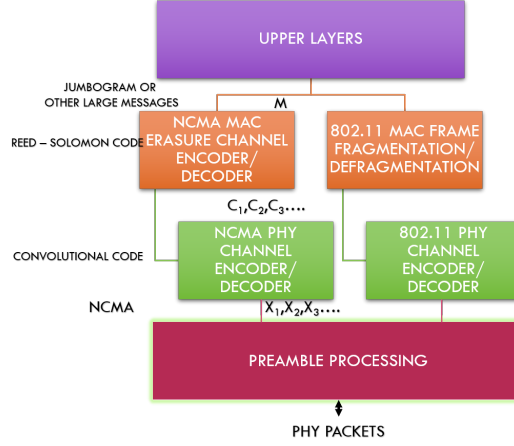 UPPER LAYERS
JUMBOGRAM OR
OTHER LARGE MESSAGES
M
REED – SOLOMON CODE
NCMA MAC
ERASURE CHANNEL
ENCODER/
DECODER
802.11 MAC FRAME
FRAGMENTATION/
DEFRAGMENTATION
C₁,C₂,C₃....
CONVOLUTIONAL CODE
NCMA PHY
CHANNEL
ENCODER/
DECODER
802.11 PHY
CHANNEL
ENCODER/
DECODER
NCMA
X₁,X₂,X₃....
PREAMBLE PROCESSING
PHY PACKETS